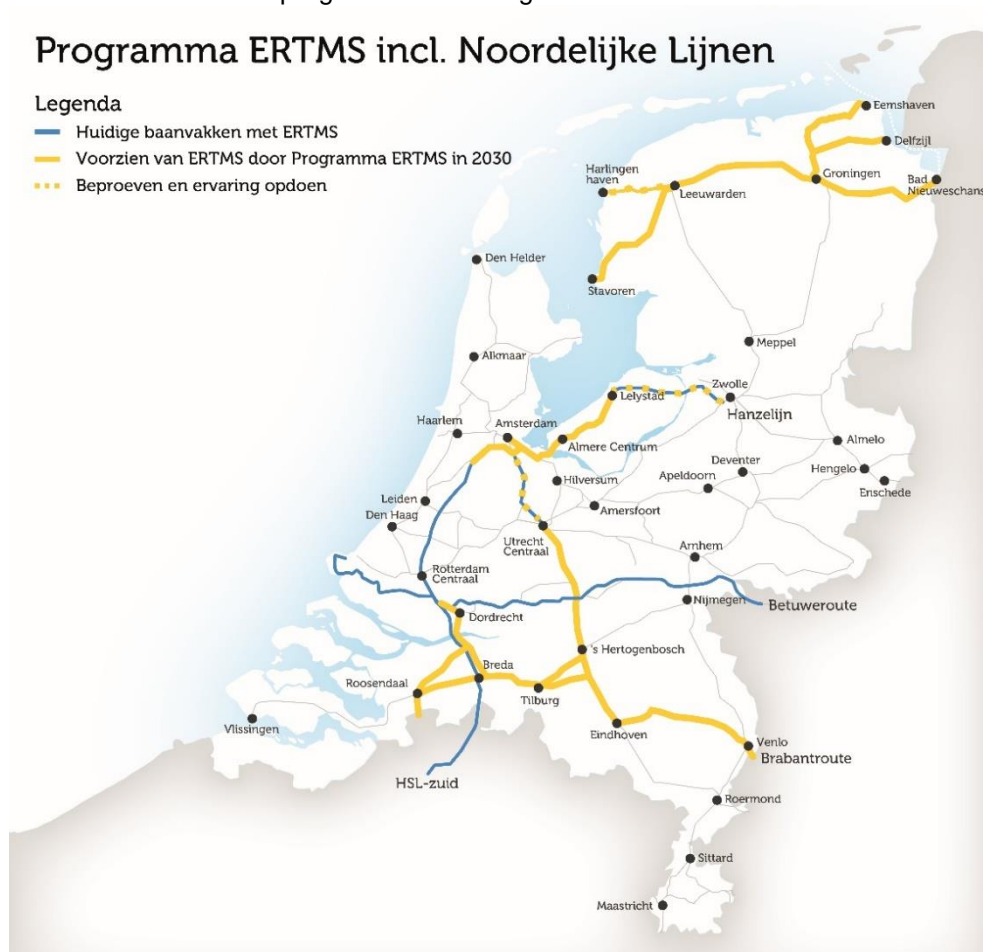 Programma ERTMS incl. Noordelijke Lijnen
Legenda
Huidige baanvakken met ERTMS
Voorzien van ERTMS door Programma ERTMS in 2030
Beproeven en ervaring opdoen
Eemshaven
Delfzijl
Harlingen
haven
Leeuwarden
Groningen
Bad
Nieuweschans
Den Helder
Stavoren
Meppel
Alkmaar
Zwolle
Lelystad
Hanzelijn
Haarlem
Amsterdam
Almere Centrum
Almelo
Deventer
Hengelo
Apeldoorn
Hilversum
Enschede
Leiden
Amersfoort
Den Haag
Utrecht
Centraal
Arnhem
Rotterdam
Centraal
Nijmegen
Betuweroute
Dordrecht
's Hertogenbosch
Breda
Roosendaal
Tilburg
Vlissingen
Eindhoven
Venlo
Brabantroute
HSL-zuid
Roermond
Sittard
Maastricht